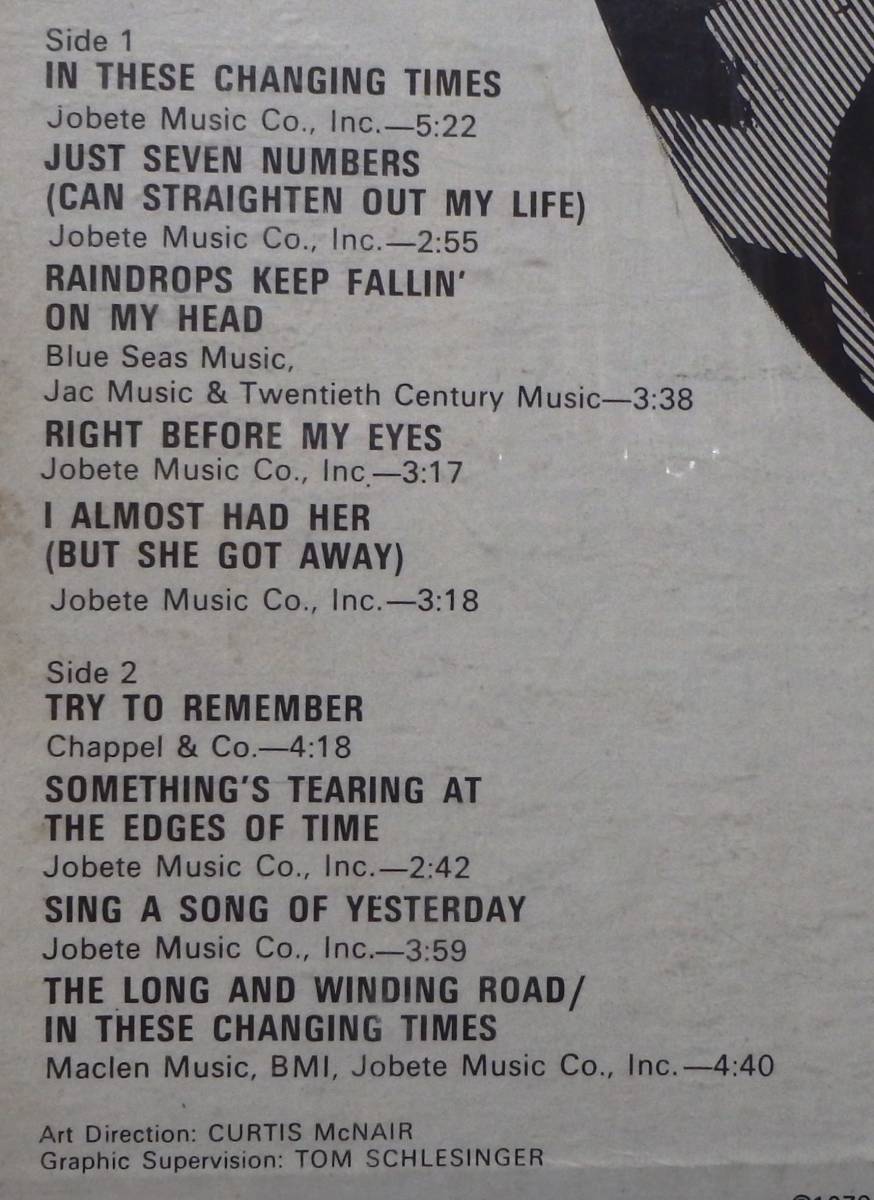 Side 1
IN THESE CHANGING TIMES
Jobete Music Co., Inc.—5:22
JUST SEVEN NUMBERS
(CAN STRAIGHTEN OUT MY LIFE)
Jobete Music Co., Inc.—2:55
RAINDROPS KEEP FALLIN'
ON MY HEAD
Blue Seas Music,
Jac Music & Twentieth Century Music—3:38
RIGHT BEFORE MY EYES
Jobete Music Co., Inc.—3:17
I ALMOST HAD HER
(BUT SHE GOT AWAY)
Jobete Music Co., Inc.—3:18
Side 2
TRY TO REMEMBER
Chappel & Co.—4:18
SOMETHING'S TEARING AT
THE EDGES OF TIME
Jobete Music Co., Inc.—2:42
SING A SONG OF YESTERDAY
Jobete Music Co., Inc.—3:59
THE LONG AND WINDING ROAD/
IN THESE CHANGING TIMES
Maclen Music, BMI, Jobete Music Co., Inc.—4:40
Art Direction: CURTIS McNAIR
Graphic Supervision: TOM SCHLESINGER